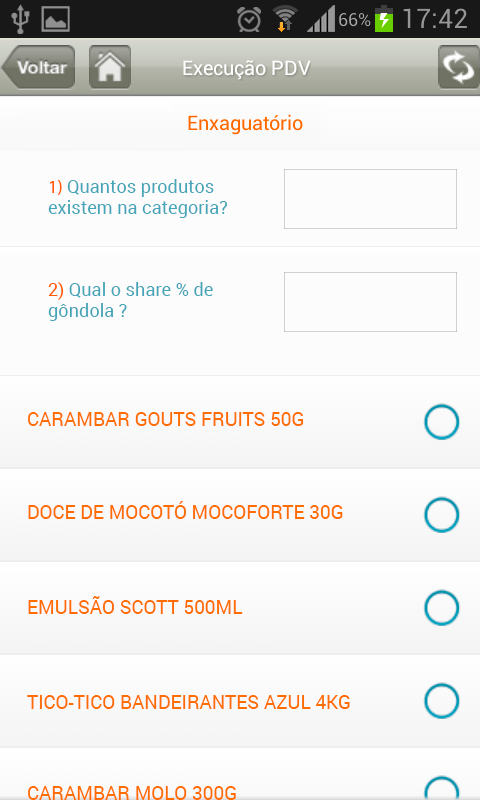 66% 17:42
Voltar Execução PDV
Enxaguatório
1) Quantos produtos
existem na categoria?
2) Qual o share % de
gôndola ?
CARAMBAR GOUTS FRUITS 50G
DOCE DE MOCOTÓ MOCOFORTE 30G
EMULSÃO SCOTT 500ML
TICO-TICO BANDEIRANTES AZUL 4KG
CARAMBAR MOLO 300G